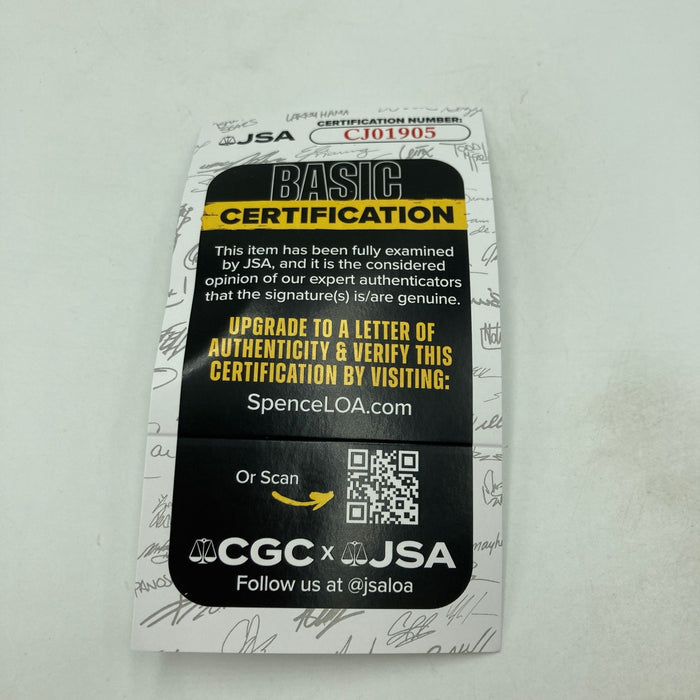 LARRY HAMA
CERTIFICATION NUMBER:
JSA
CJ01905
BASIC
CERTIFICATION
This item has been fully examined
by JSA, and it is the considered
opinion of our expert authenticators
that the signature(s) is/are genuine.
UPGRADE TO A LETTER OF
AUTHENTICITY & VERIFY THIS
CERTIFICATION BY VISITING:
SpenceLOA.com
Or Scan
CGC x JSA
Follow us at @jsaloa